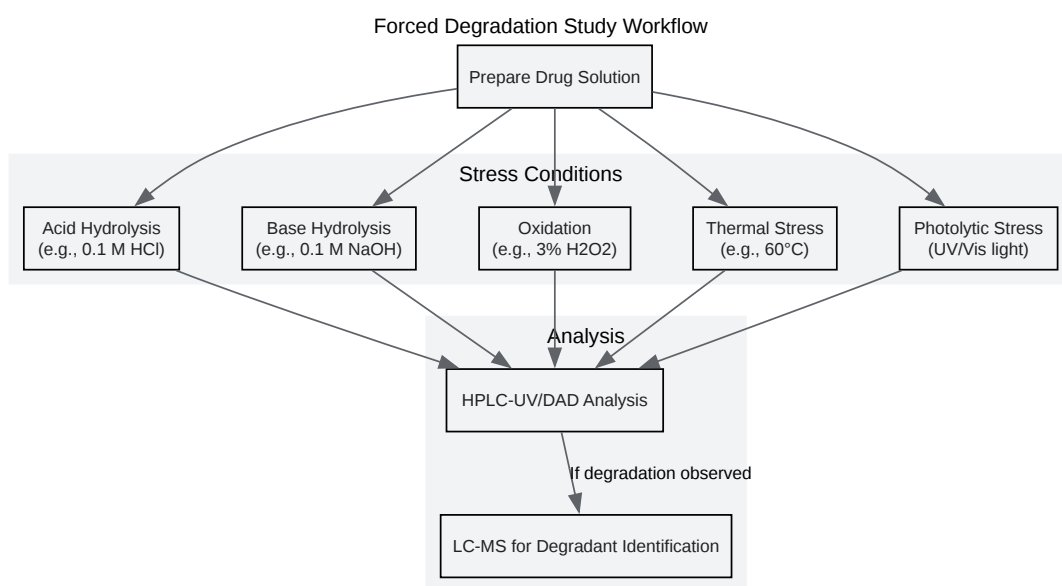 Forced Degradation Study Workflow
Prepare Drug Solution
Stress Conditions
Acid Hydrolysis
(e.g., 0.1 M HCl)
Base Hydrolysis
(e.g., 0.1 M NaOH)
Oxidation
(e.g., 3% H2O2)
Thermal Stress
(e.g., 60°C)
Photolytic Stress
(UV/Vis light)
Analysis
HPLC-UV/DAD Analysis
If degradation observed
LC-MS for Degradant Identification